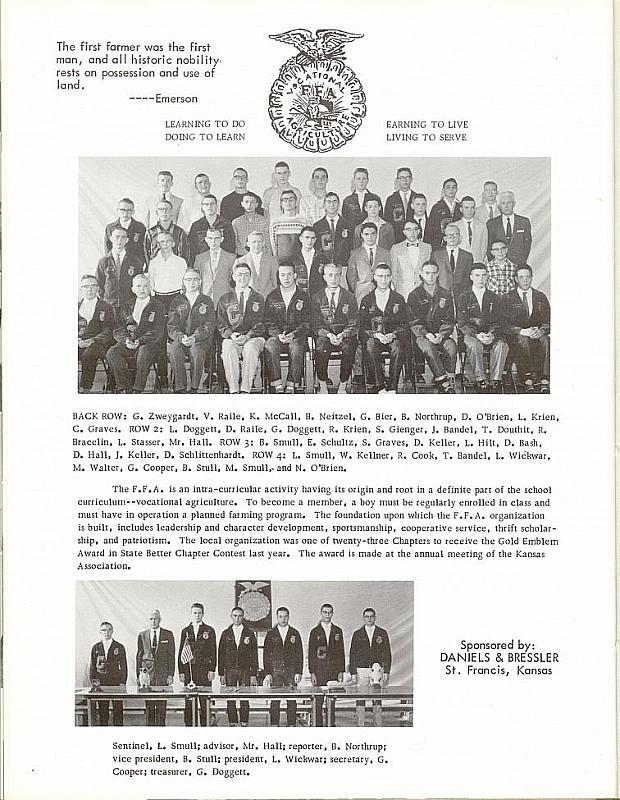 The first farmer was the first
man, and all historic nobility
rests on possession and use of
land.
----Emerson
VOCATIONAL
FFA
AGRICULTURE
LEARNING TO DO
DOING TO LEARN
EARNING TO LIVE
LIVING TO SERVE
BACK ROW: G. Zweygardt, V. Raile, K. McCall, B. Neitzel, G. Bier, B. Northrup, D. O'Brien, L. Krien,
C. Graves. ROW 2: L. Doggett, D. Raile, G. Doggett, R. Krien, S. Gienger, J. Bandel, T. Douthit, R.
Bracelin, L. Stasser, Mr. Hall. ROW 3: B. Smull, E. Schultz, S. Graves, D. Keller, L. Hilt, D. Bash,
D. Hall, J. Keller, D. Schlittenhardt. ROW 4: L. Smull, W. Kellner, R. Cook, T. Bandel, L. Wickwar,
M. Walter, G. Cooper, B. Stull, M. Smull, and N. O'Brien.
The F.F.A. is an intra-curricular activity having its origin and root in a definite part of the school
curriculum--vocational agriculture. To become a member, a boy must be regularly enrolled in class and
must have in operation a planned farming program. The foundation upon which the F.F.A. organization
is built, includes leadership and character development, sportsmanship, cooperative service, thrift scholar-
ship, and patriotism. The local organization was one of twenty-three Chapters to receive the Gold Emblem
Award in State Better Chapter Contest last year. The award is made at the annual meeting of the Kansas
Association.
Sponsored by:
DANIELS & BRESSLER
St. Francis, Kansas
Sentinel, L. Smull; advisor, Mr. Hall; reporter, B. Northrup;
vice president, B. Stull; president, L. Wickwar; secretary, G.
Cooper; treasurer, G. Doggett.